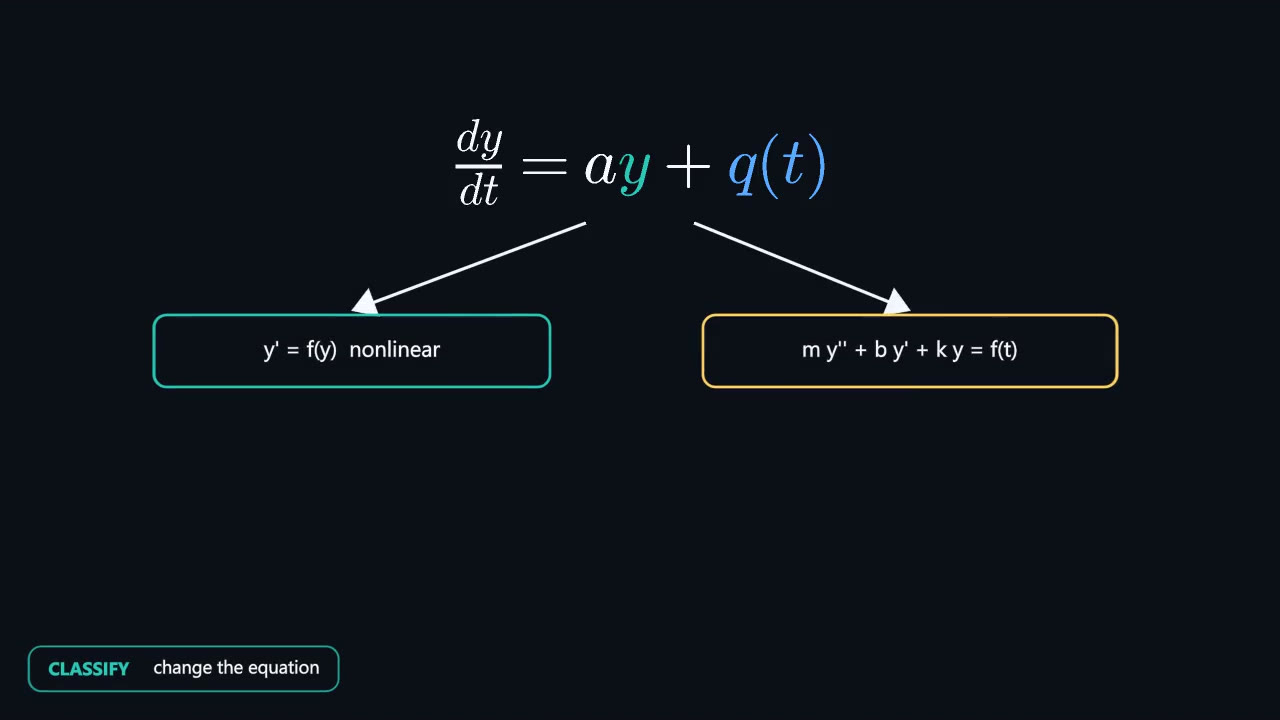 dy/dt = ay + q(t)
y' = f(y) nonlinear
m y'' + b y' + k y = f(t)
CLASSIFY change the equation